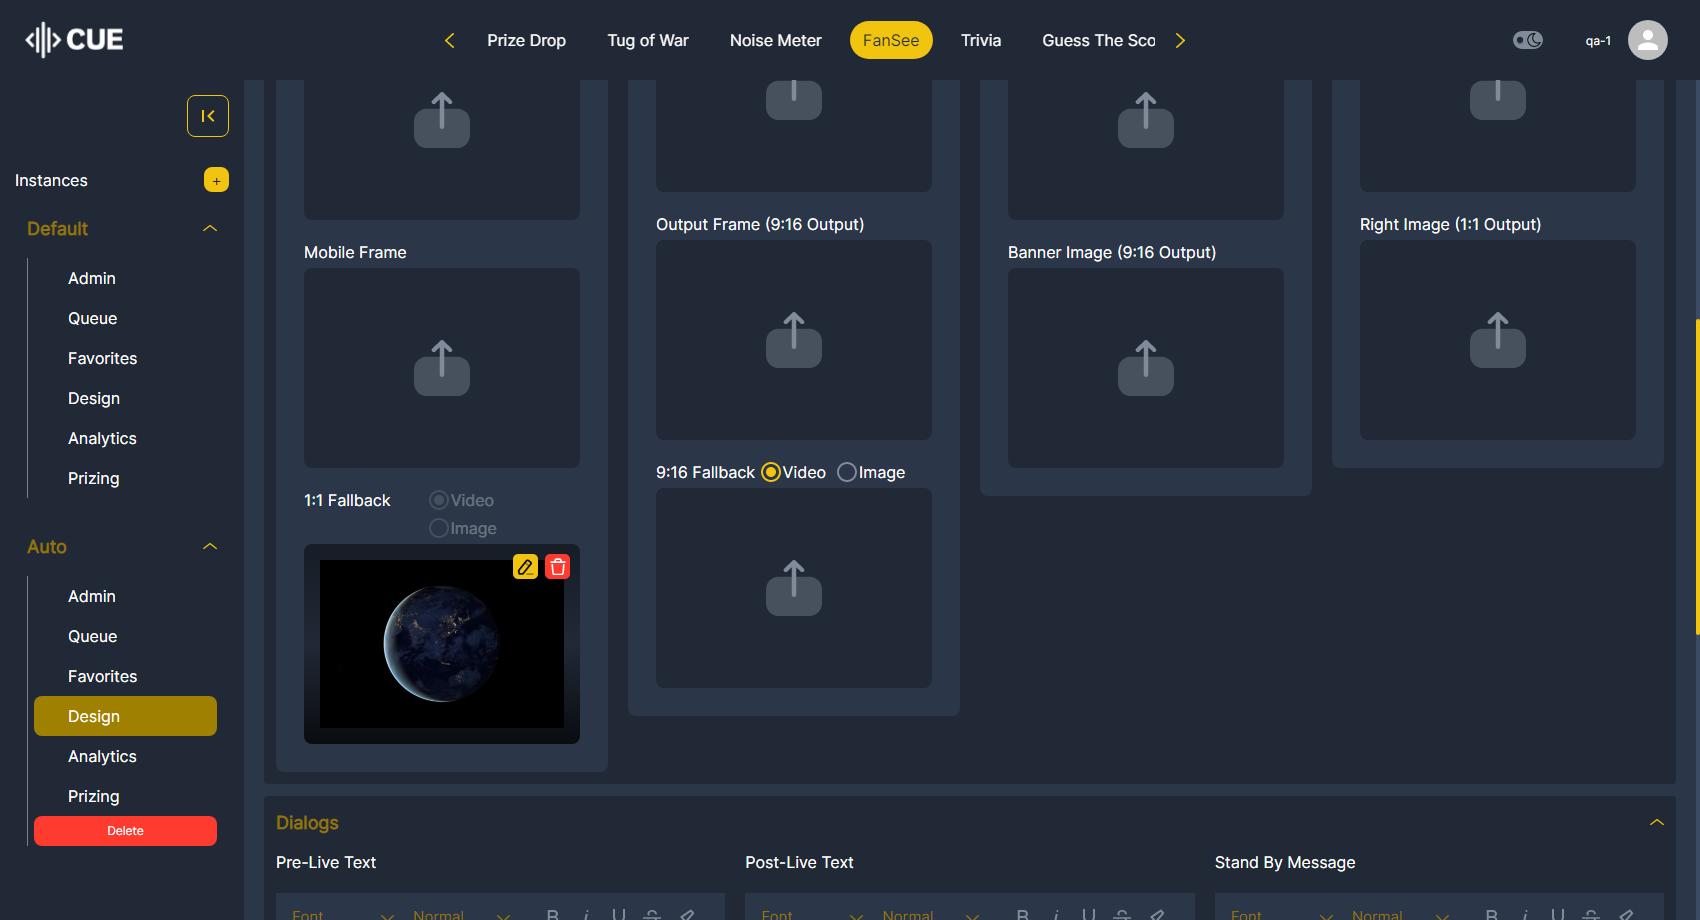 CUE
Prize Drop
Tug of War
Noise Meter
FanSee
Trivia
Guess The Sco
qa-1
Instances
+
Default
Admin
Queue
Favorites
Design
Analytics
Prizing
Auto
Admin
Queue
Favorites
Design
Analytics
Prizing
Delete
Mobile Frame
1:1 Fallback
Video
Image
Output Frame (9:16 Output)
9:16 Fallback Video Image
Banner Image (9:16 Output)
Right Image (1:1 Output)
Dialogs
Pre-Live Text
Font Normal B i U S
Post-Live Text
Font Normal B i U S
Stand By Message
Font Normal B i U S